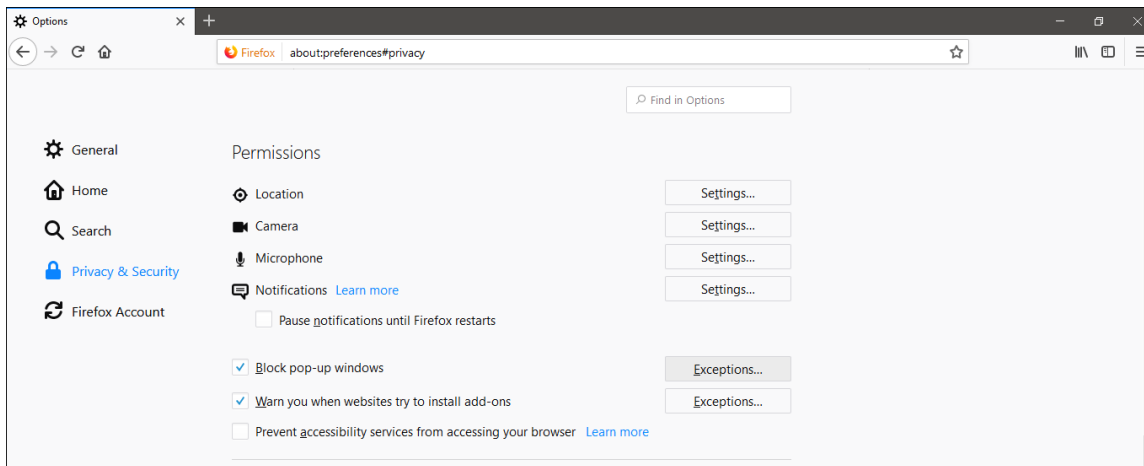 Options
Firefox about:preferences#privacy
Find in Options
General
Home
Search
Privacy & Security
Firefox Account
Permissions
Location Settings...
Camera Settings...
Microphone Settings...
Notifications Learn more Settings...
Pause notifications until Firefox restarts
Block pop-up windows Exceptions...
Warn you when websites try to install add-ons Exceptions...
Prevent accessibility services from accessing your browser Learn more